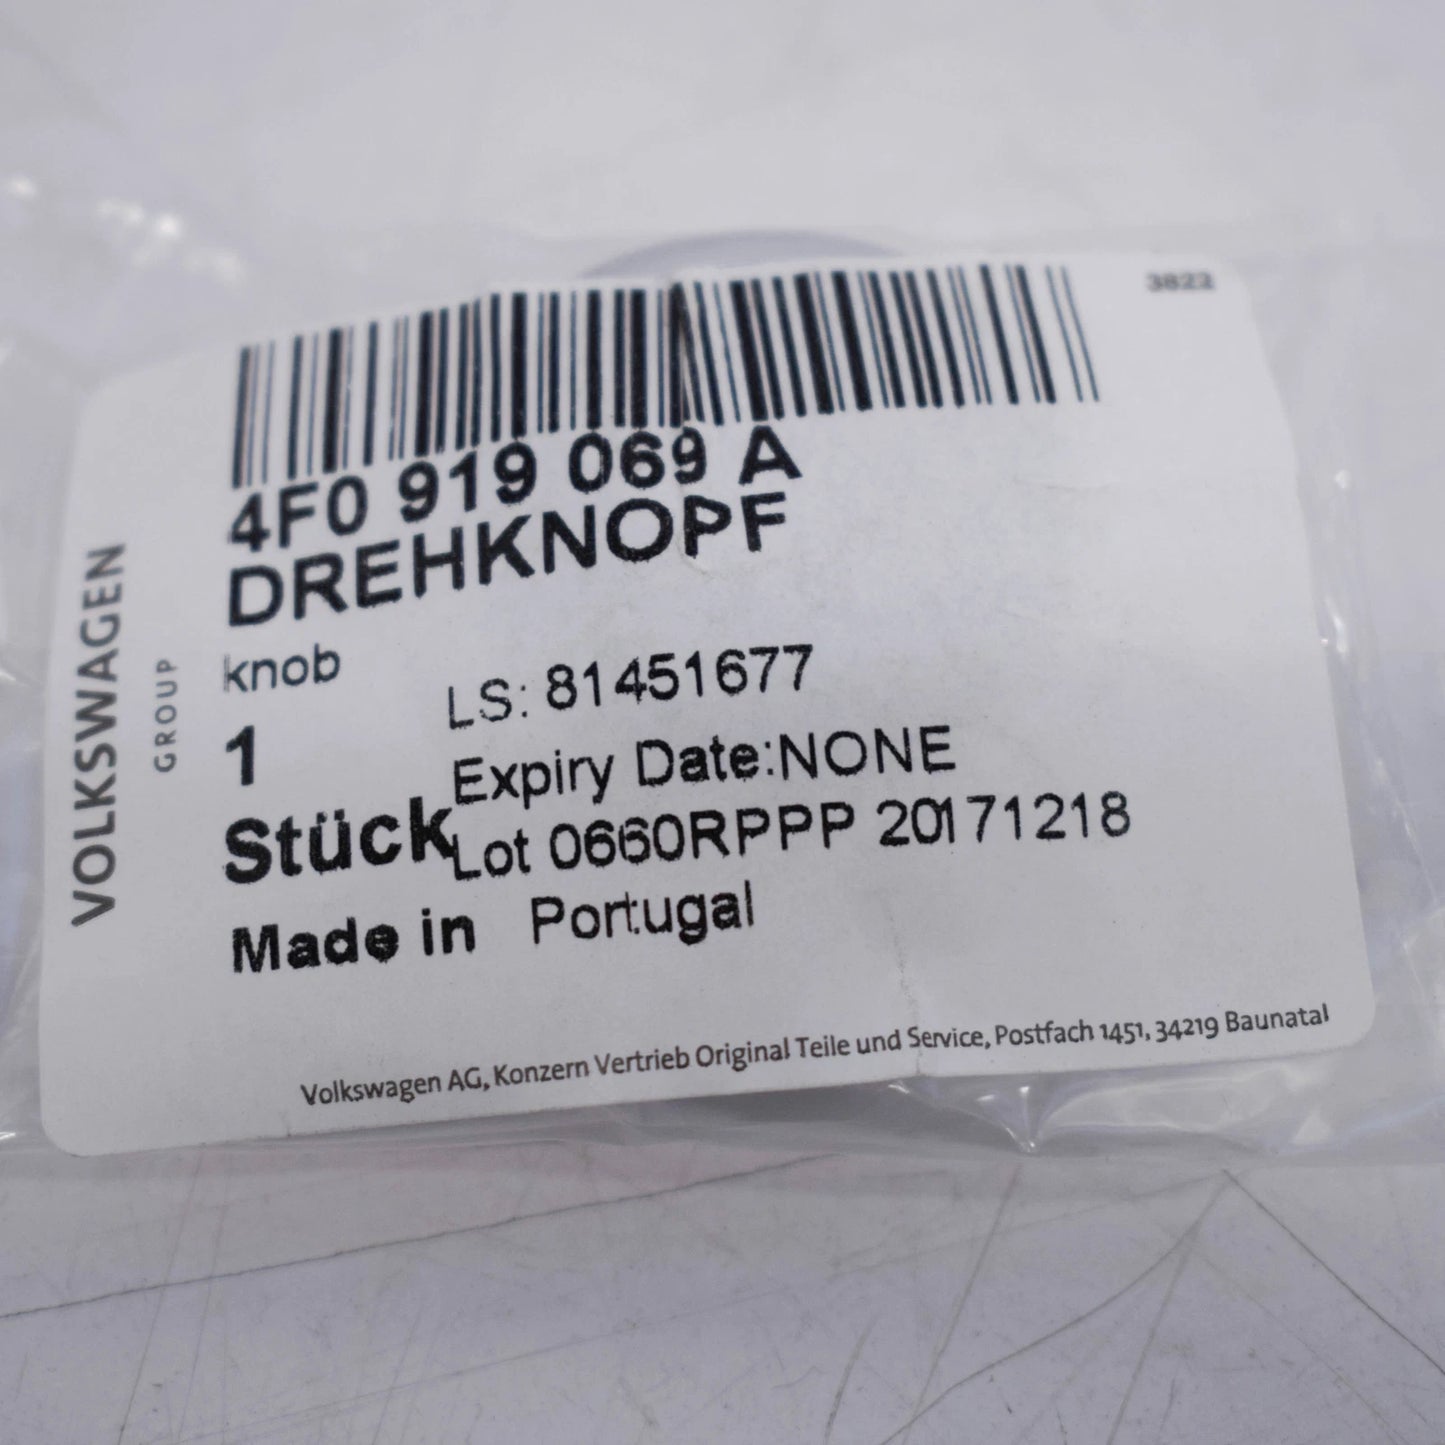 3822
4F0 919 069 A
DREHKNOPF
knob
LS: 81451677
1
Expiry Date:NONE
Stück
Lot 0660RPPP 20171218
Made in Portugal
Volkswagen AG, Konzern Vertrieb Original Teile und Service, Postfach 1451, 34219 Baunatal
VOLKSWAGEN
GROUP